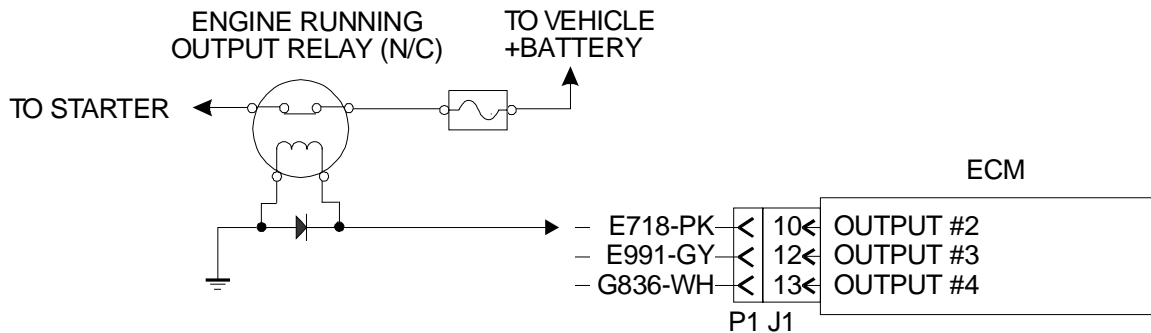 ENGINE RUNNING
OUTPUT RELAY (N/C)
TO VEHICLE
+BATTERY
TO STARTER
ECM
E718-PK 10 OUTPUT #2
E991-GY 12 OUTPUT #3
G836-WH 13 OUTPUT #4
P1 J1